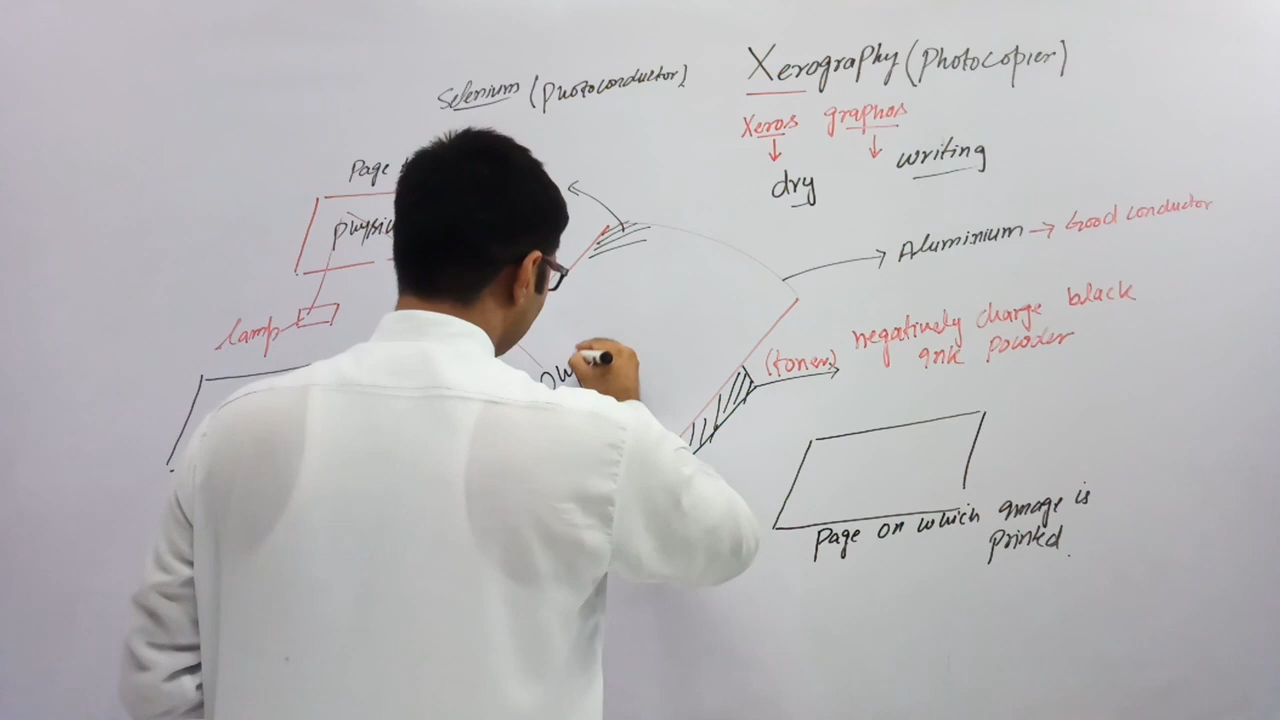 Xerography (Photocopier)
Selenium (Photoconductor)
Xeros graphos
dry
writing
Page
physic
Aluminium → Good conductor
lamp
(toner) negatively charge black
ink powder
Page on which image is
printed.